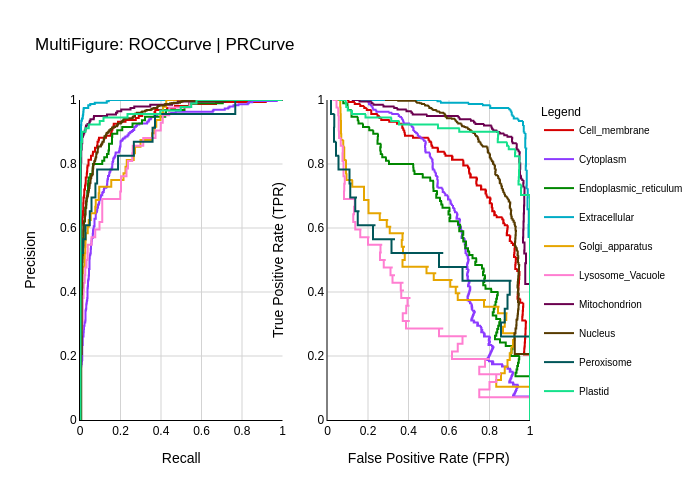 MultiFigure: ROCCurve | PRCurve
1
0.8
0.6
0.4
0.2
0
0 0.2 0.4 0.6 0.8 1
Precision
Recall
1
0.8
0.6
0.4
0.2
0
0 0.2 0.4 0.6 0.8 1
True Positive Rate (TPR)
False Positive Rate (FPR)
Legend
Cell_membrane
Cytoplasm
Endoplasmic_reticulum
Extracellular
Golgi_apparatus
Lysosome_Vacuole
Mitochondrion
Nucleus
Peroxisome
Plastid